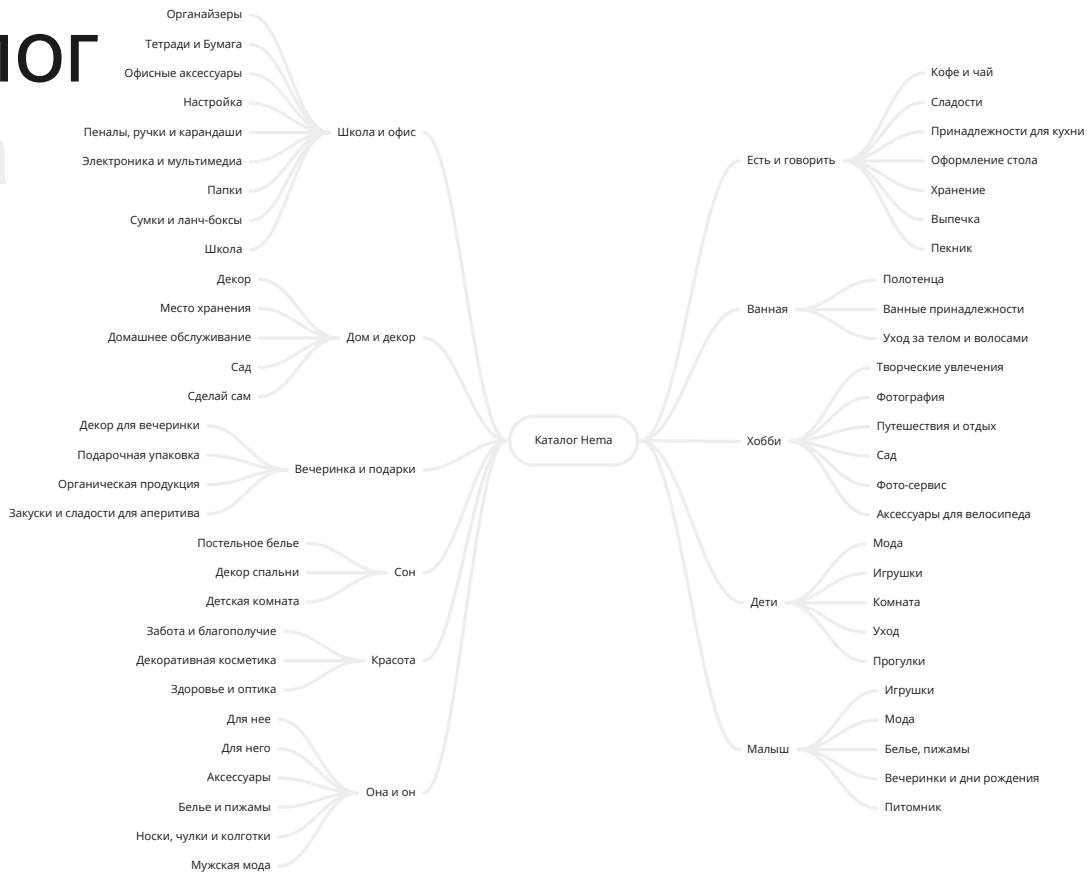 Органайзеры
Тетради и Бумага
Офисные аксессуары
Настройка
Пеналы, ручки и карандаши
Электроника и мультимедиа
Папки
Сумки и ланч-боксы
Школа
Школа и офис
Декор
Место хранения
Домашнее обслуживание
Сад
Сделай сам
Дом и декор
Декор для вечеринки
Подарочная упаковка
Органическая продукция
Закуски и сладости для аперитива
Вечеринка и подарки
Постельное белье
Декор спальни
Детская комната
Сон
Забота и благополучие
Декоративная косметика
Здоровье и оптика
Красота
Для нее
Для него
Аксессуары
Белье и пижамы
Носки, чулки и колготки
Мужская мода
Она и он
Каталог Hema
Есть и говорить
Кофе и чай
Сладости
Принадлежности для кухни
Оформление стола
Хранение
Выпечка
Пекник
Ванная
Полотенца
Ванные принадлежности
Уход за телом и волосами
Хобби
Творческие увлечения
Фотография
Путешествия и отдых
Сад
Фото-сервис
Аксессуары для велосипеда
Дети
Мода
Игрушки
Комната
Уход
Прогулки
Малыш
Игрушки
Мода
Белье, пижамы
Вечеринки и дни рождения
Питомник